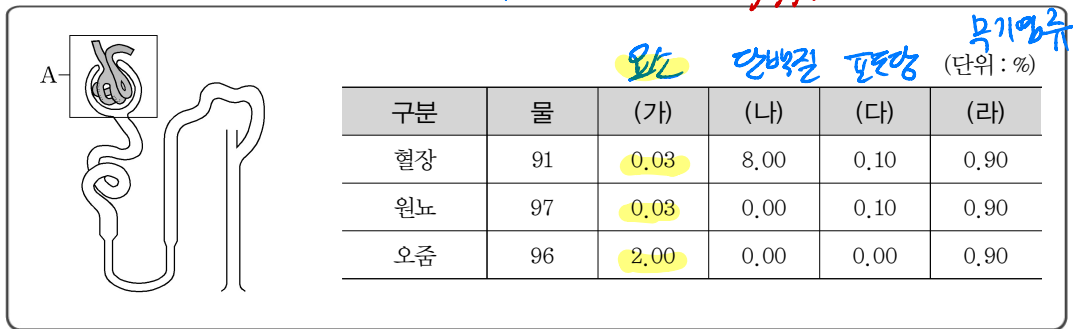 무기염류
요소 단백질 포도당 (단위 : %)
A
구분 물 (가) (나) (다) (라)
혈장 91 0.03 8.00 0.10 0.90
원뇨 97 0.03 0.00 0.10 0.90
오줌 96 2.00 0.00 0.00 0.90